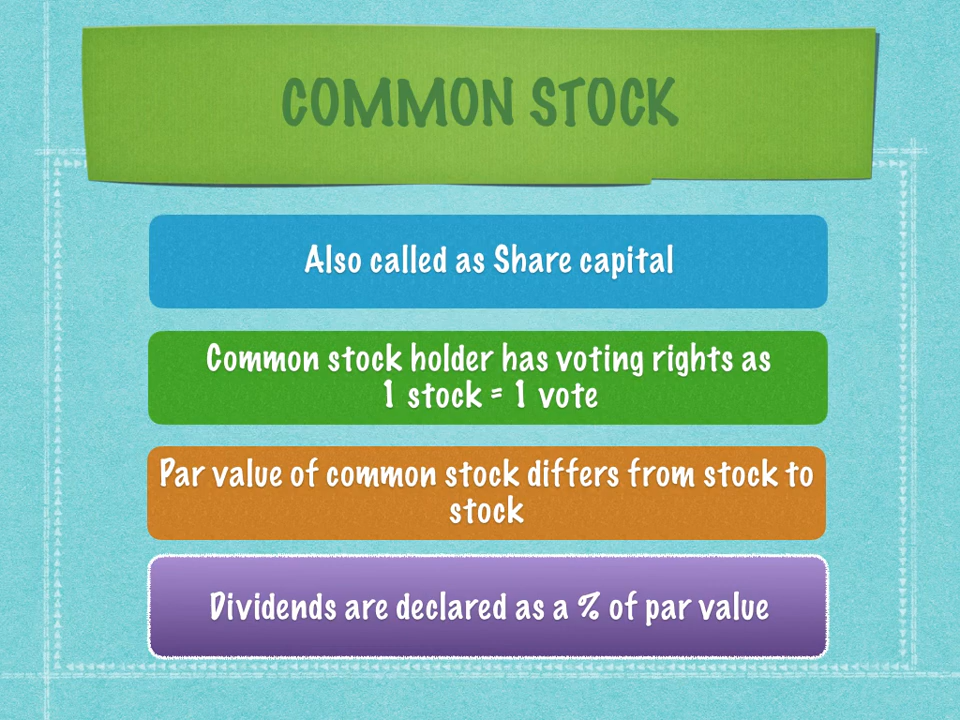 COMMON STOCK
Also called as Share capital
Common stock holder has voting rights as
1 stock = 1 vote
Par value of common stock differs from stock to
stock
Dividends are declared as a % of par value